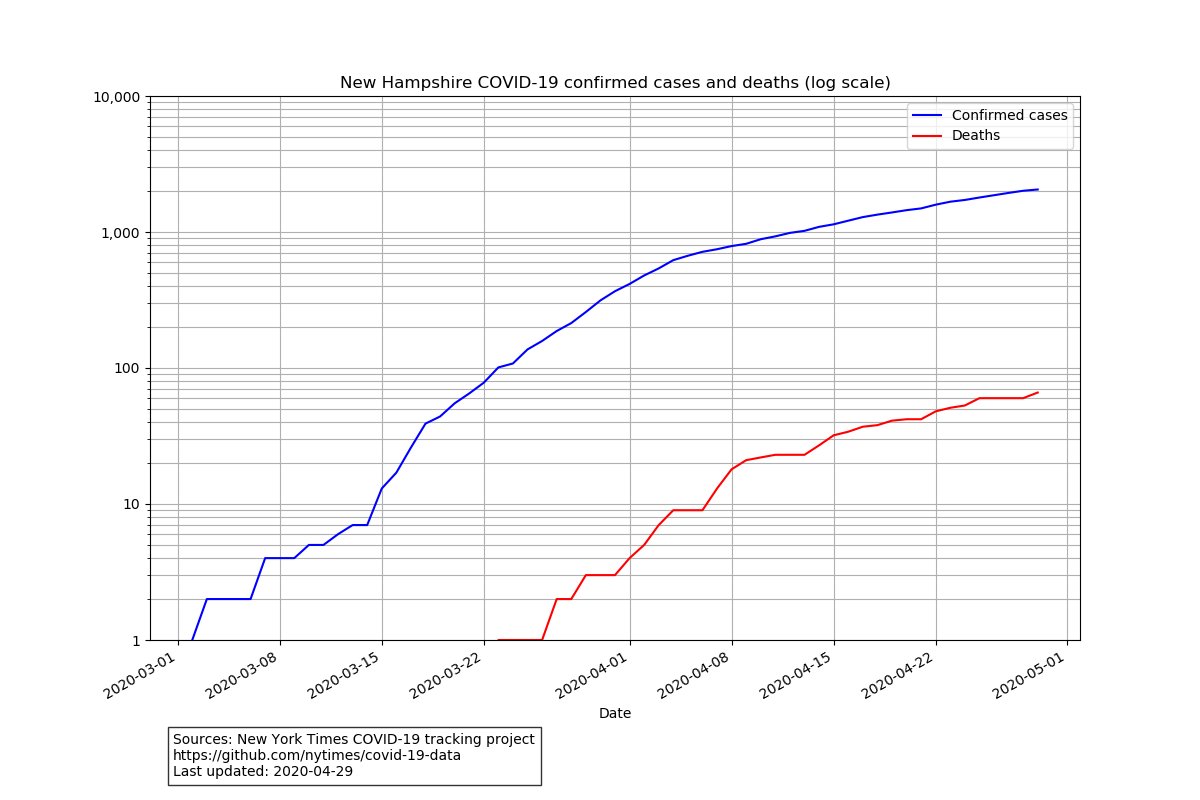 New Hampshire COVID-19 confirmed cases and deaths (log scale)
10,000
1,000
100
10
1
Confirmed cases
Deaths
2020-03-01
2020-03-08
2020-03-15
2020-03-22
2020-04-01
2020-04-08
2020-04-15
2020-04-22
2020-05-01
Date
Sources: New York Times COVID-19 tracking project
https://github.com/nytimes/covid-19-data
Last updated: 2020-04-29